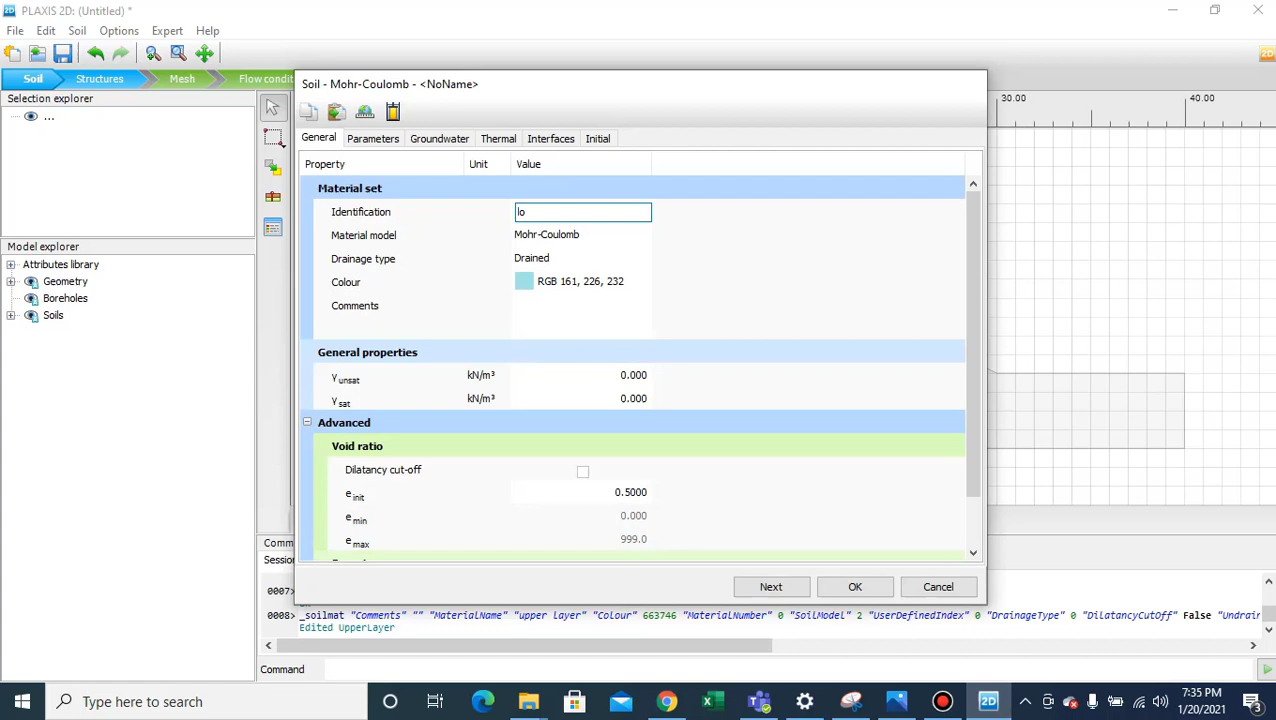 PLAXIS 2D: (Untitled) *
File Edit Soil Options Expert Help
Soil Structures Mesh Flow condit
Selection explorer
...
Model explorer
Attributes library
Geometry
Boreholes
Soils
Soil - Mohr-Coulomb - <NoName>
General Parameters Groundwater Thermal Interfaces Initial
Property Unit Value
Material set
Identification lo
Material model Mohr-Coulomb
Drainage type Drained
Colour RGB 161, 226, 232
Comments
General properties
γunsat kN/m³ 0.000
γsat kN/m³ 0.000
Advanced
Void ratio
Dilatancy cut-off
einit 0.5000
emin 0.000
emax 999.0
Next OK Cancel
30.00 40.00
Comm
Session
0007>
0008> _soilmat "Comments" "" "MaterialName" "upper layer" "Colour" 663746 "MaterialNumber" 0 "SoilModel" 2 "UserDefinedIndex" 0 "DrainageType" 0 "DilatancyCutOff" False "Undrain
Edited UpperLayer
Command
Type here to search
2D
7:35 PM
1/20/2021
3